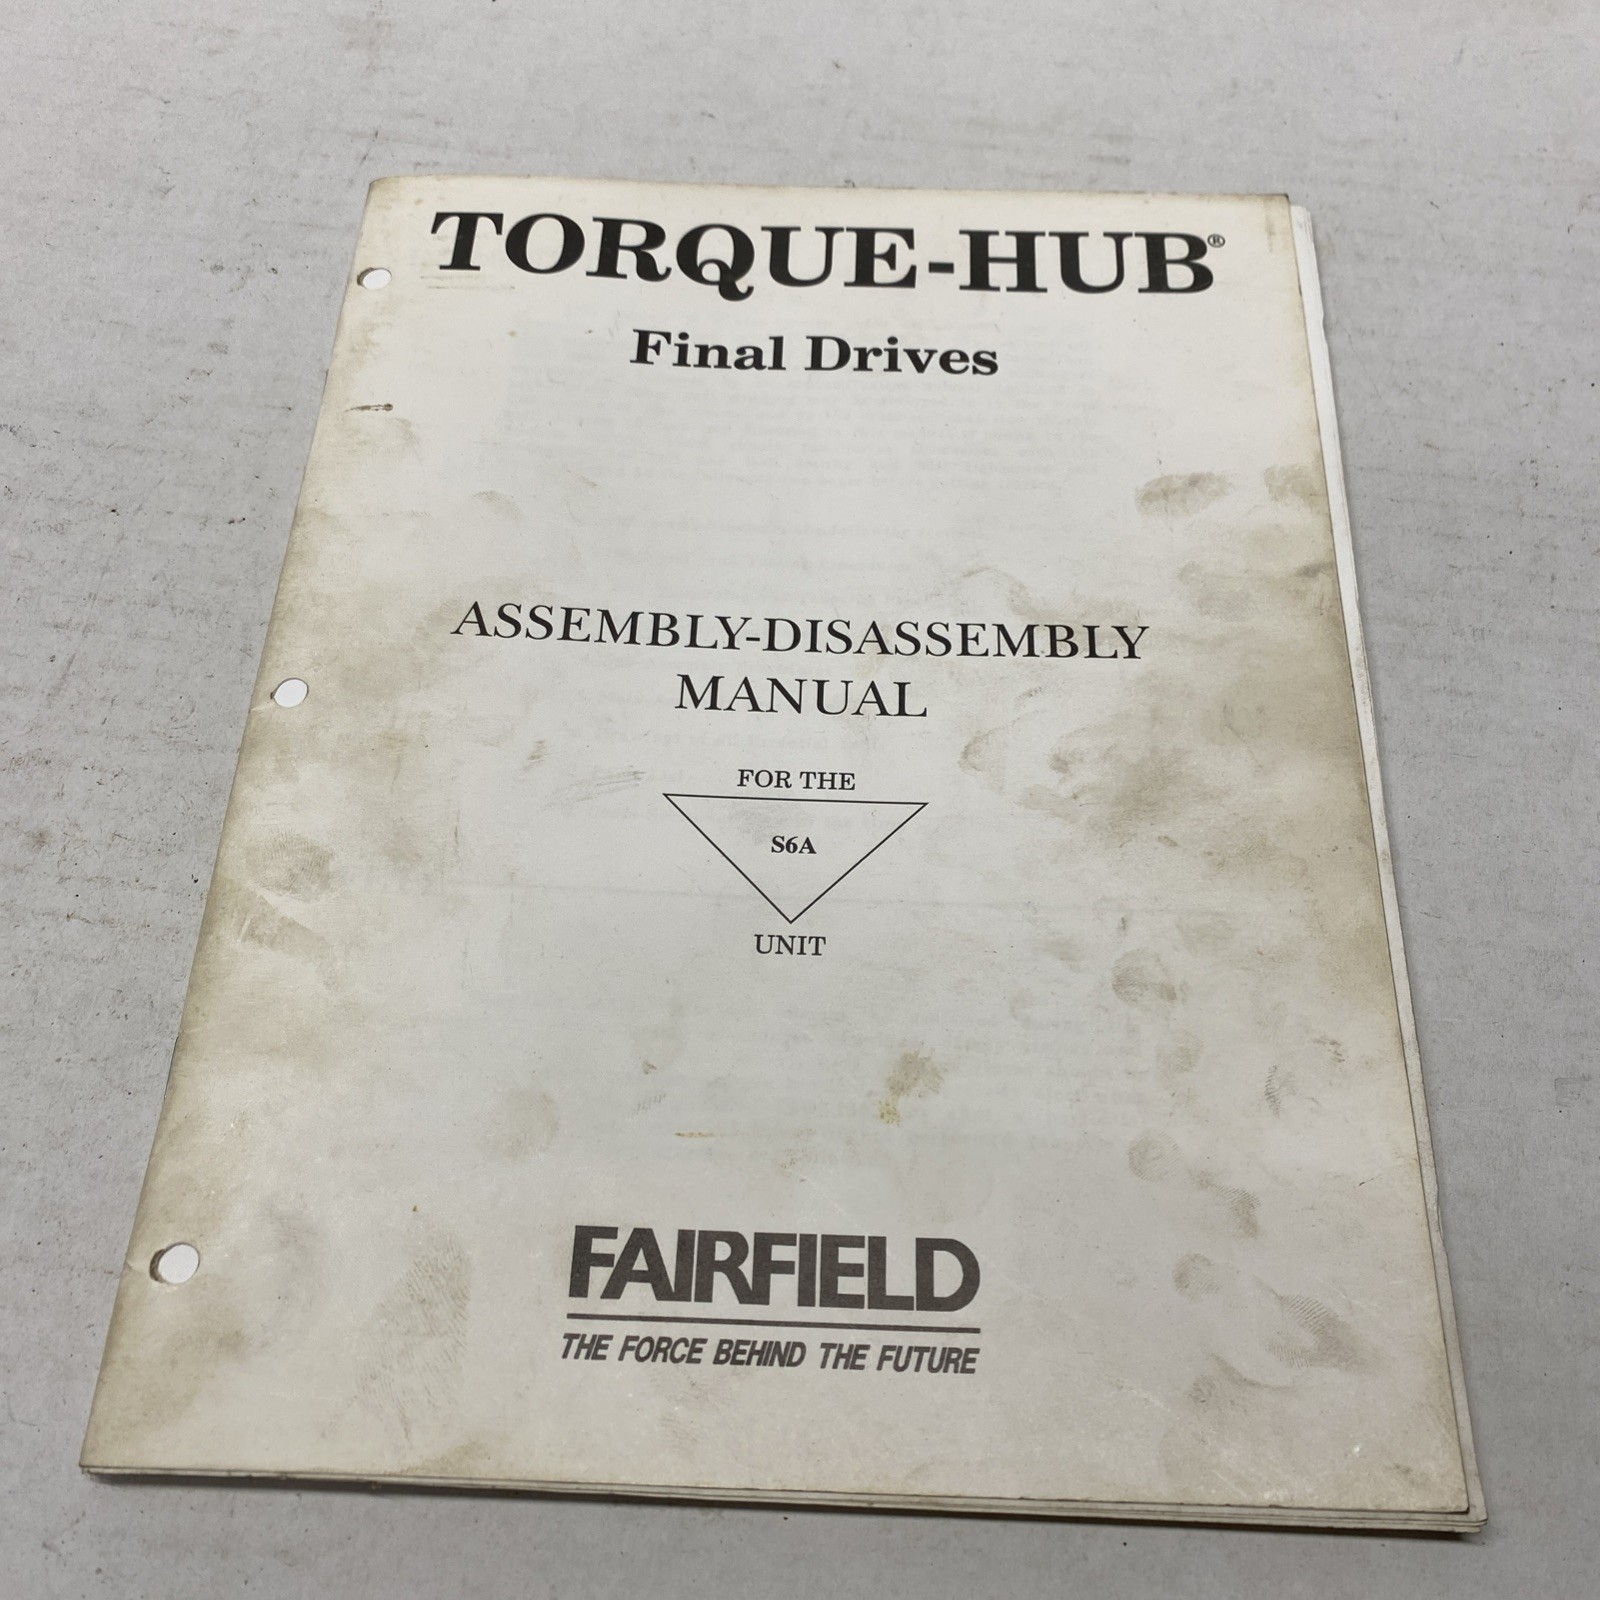 TORQUE-HUB®
Final Drives
ASSEMBLY-DISASSEMBLY
MANUAL
FOR THE
S6A
UNIT
FAIRFIELD
THE FORCE BEHIND THE FUTURE